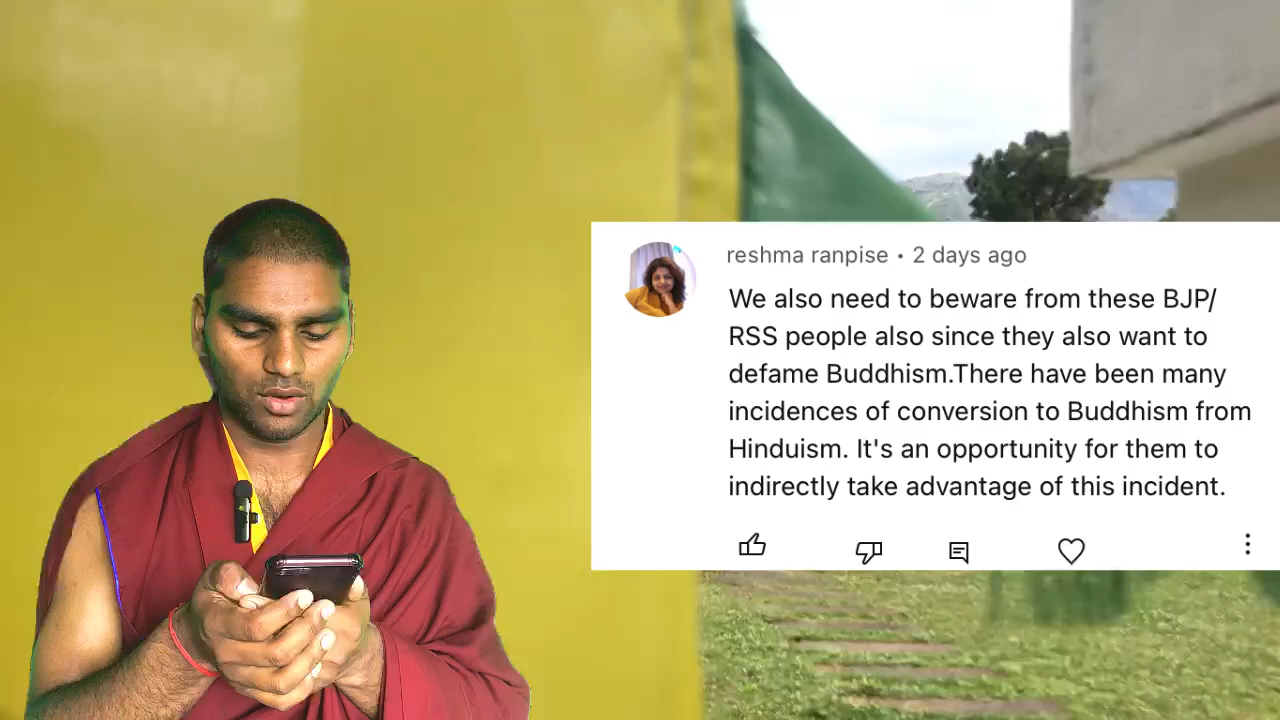 reshma ranpise • 2 days ago
We also need to beware from these BJP/
RSS people also since they also want to
defame Buddhism.There have been many
incidences of conversion to Buddhism from
Hinduism. It's an opportunity for them to
indirectly take advantage of this incident.